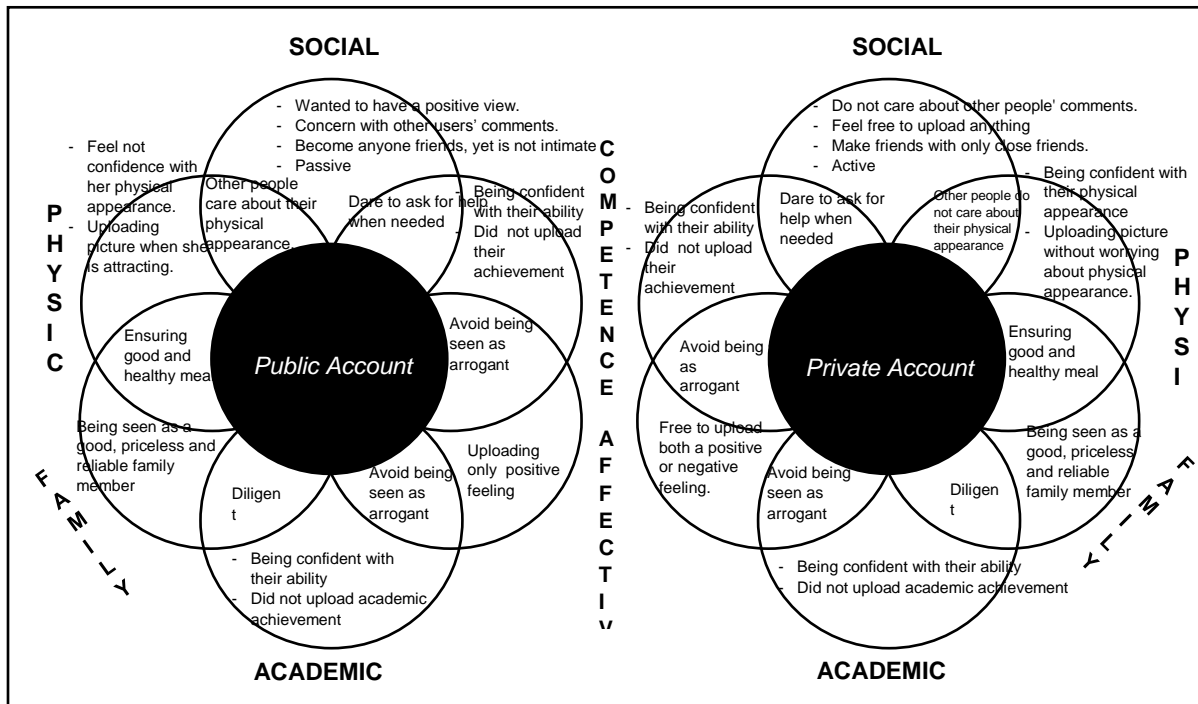 SOCIAL
- Wanted to have a positive view.
- Concern with other users' comments.
- Become anyone friends, yet is not intimate
- Passive
- Feel not
confidence with
her physical
appearance.
- Uploading
picture when she
is attracting.
Other people
care about their
physical
appearance.
Dare to ask for help
when needed
- Being confident
with their ability
- Did not upload
their
achievement
PHYSIC
Ensuring
good and
healthy meal
Public Account
Avoid being
seen as
arrogant
Being seen as a
good, priceless and
reliable family
member
FAMILY
Diligen
t
Avoid being
seen as
arrogant
Uploading
only positive
feeling
- Being confident with
their ability
- Did not upload academic
achievement
ACADEMIC
COMPETENCE
AFFECTIV
SOCIAL
- Do not care about other people' comments.
- Feel free to upload anything
- Make friends with only close friends.
- Active
- Being confident
with their ability
- Did not upload
their
achievement
Dare to ask for
help when
needed
Other people do
not care about
their physical
appearance
- Being confident with
their physical
appearance
- Uploading picture
without worrying
about physical
appearance.
PHYSI
Avoid being
as
arrogant
Private Account
Ensuring
good and
healthy meal
Free to upload
both a positive
or negative
feeling.
Avoid being
seen as
arrogant
Diligen
t
Being seen as a
good, priceless
and reliable
family member
FAMILY
- Being confident with their ability
- Did not upload academic achievement
ACADEMIC